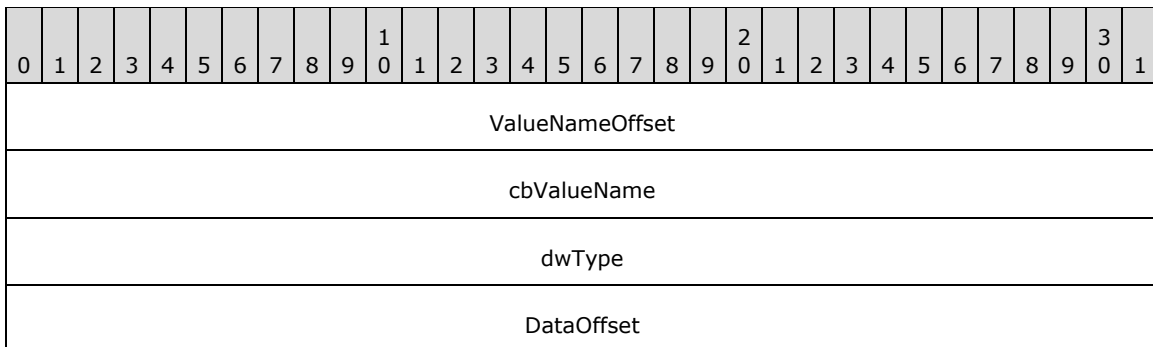 0 1 2 3 4 5 6 7 8 9 1 0 1 2 3 4 5 6 7 8 9 2 0 1 2 3 4 5 6 7 8 9 3 0 1
ValueNameOffset
cbValueName
dwType
DataOffset